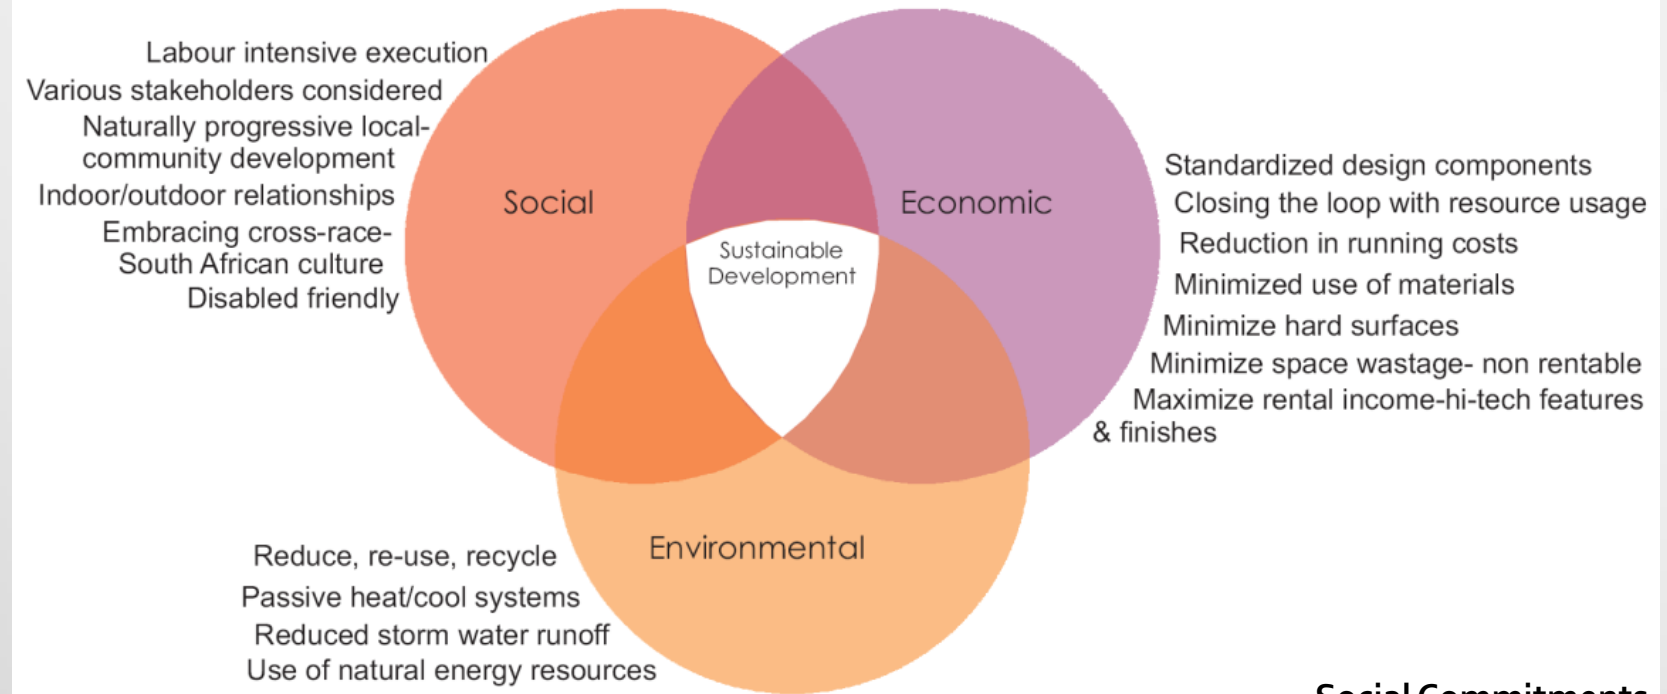 Labour intensive execution
Various stakeholders considered
Naturally progressive local-
community development
Indoor/outdoor relationships
Embracing cross-race-
South African culture
Disabled friendly
Social
Economic
Sustainable
Development
Standardized design components
Closing the loop with resource usage
Reduction in running costs
Minimized use of materials
Minimize hard surfaces
Minimize space wastage- non rentable
Maximize rental income-hi-tech features
& finishes
Environmental
Reduce, re-use, recycle
Passive heat/cool systems
Reduced storm water runoff
Use of natural energy resources
Social Commitments